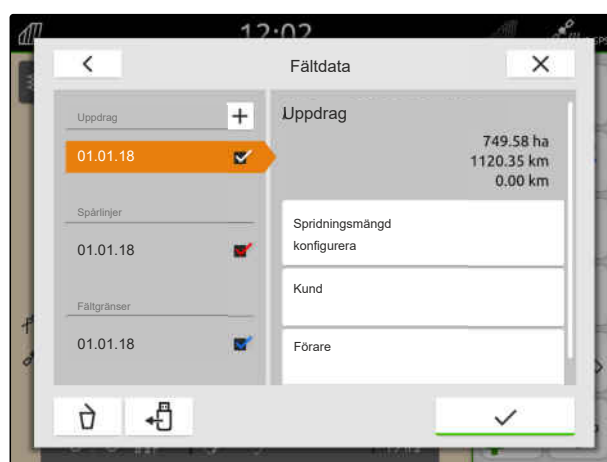 12:02
Fältdata
Uppdrag
01.01.18
Spårlinjer
01.01.18
Fältgränser
01.01.18
Uppdrag
749.58 ha
1120.35 km
0.00 km
Spridningsmängd
konfigurera
Kund
Förare